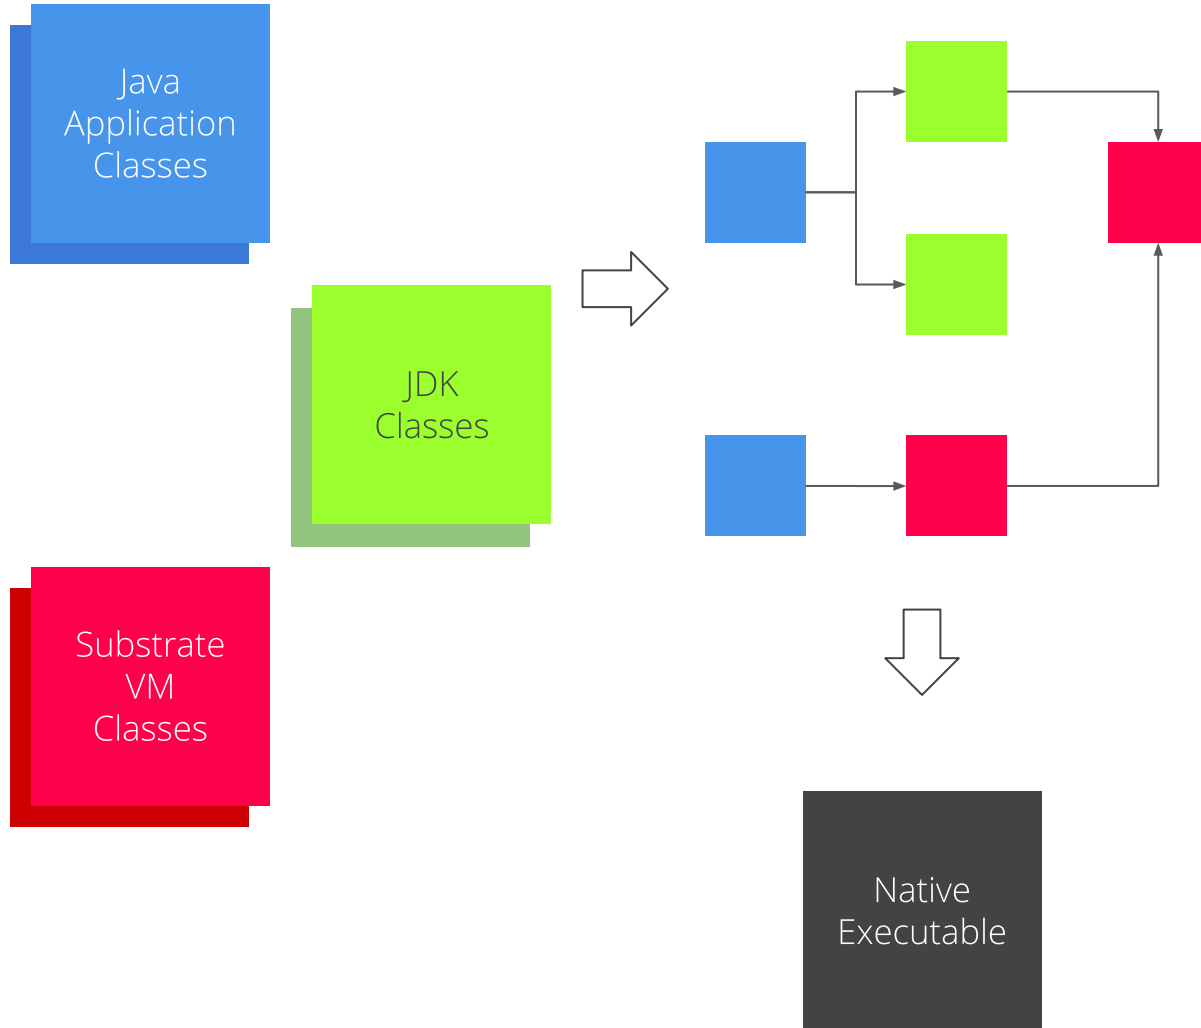 Java
Application
Classes
JDK
Classes
Substrate
VM
Classes
Native
Executable